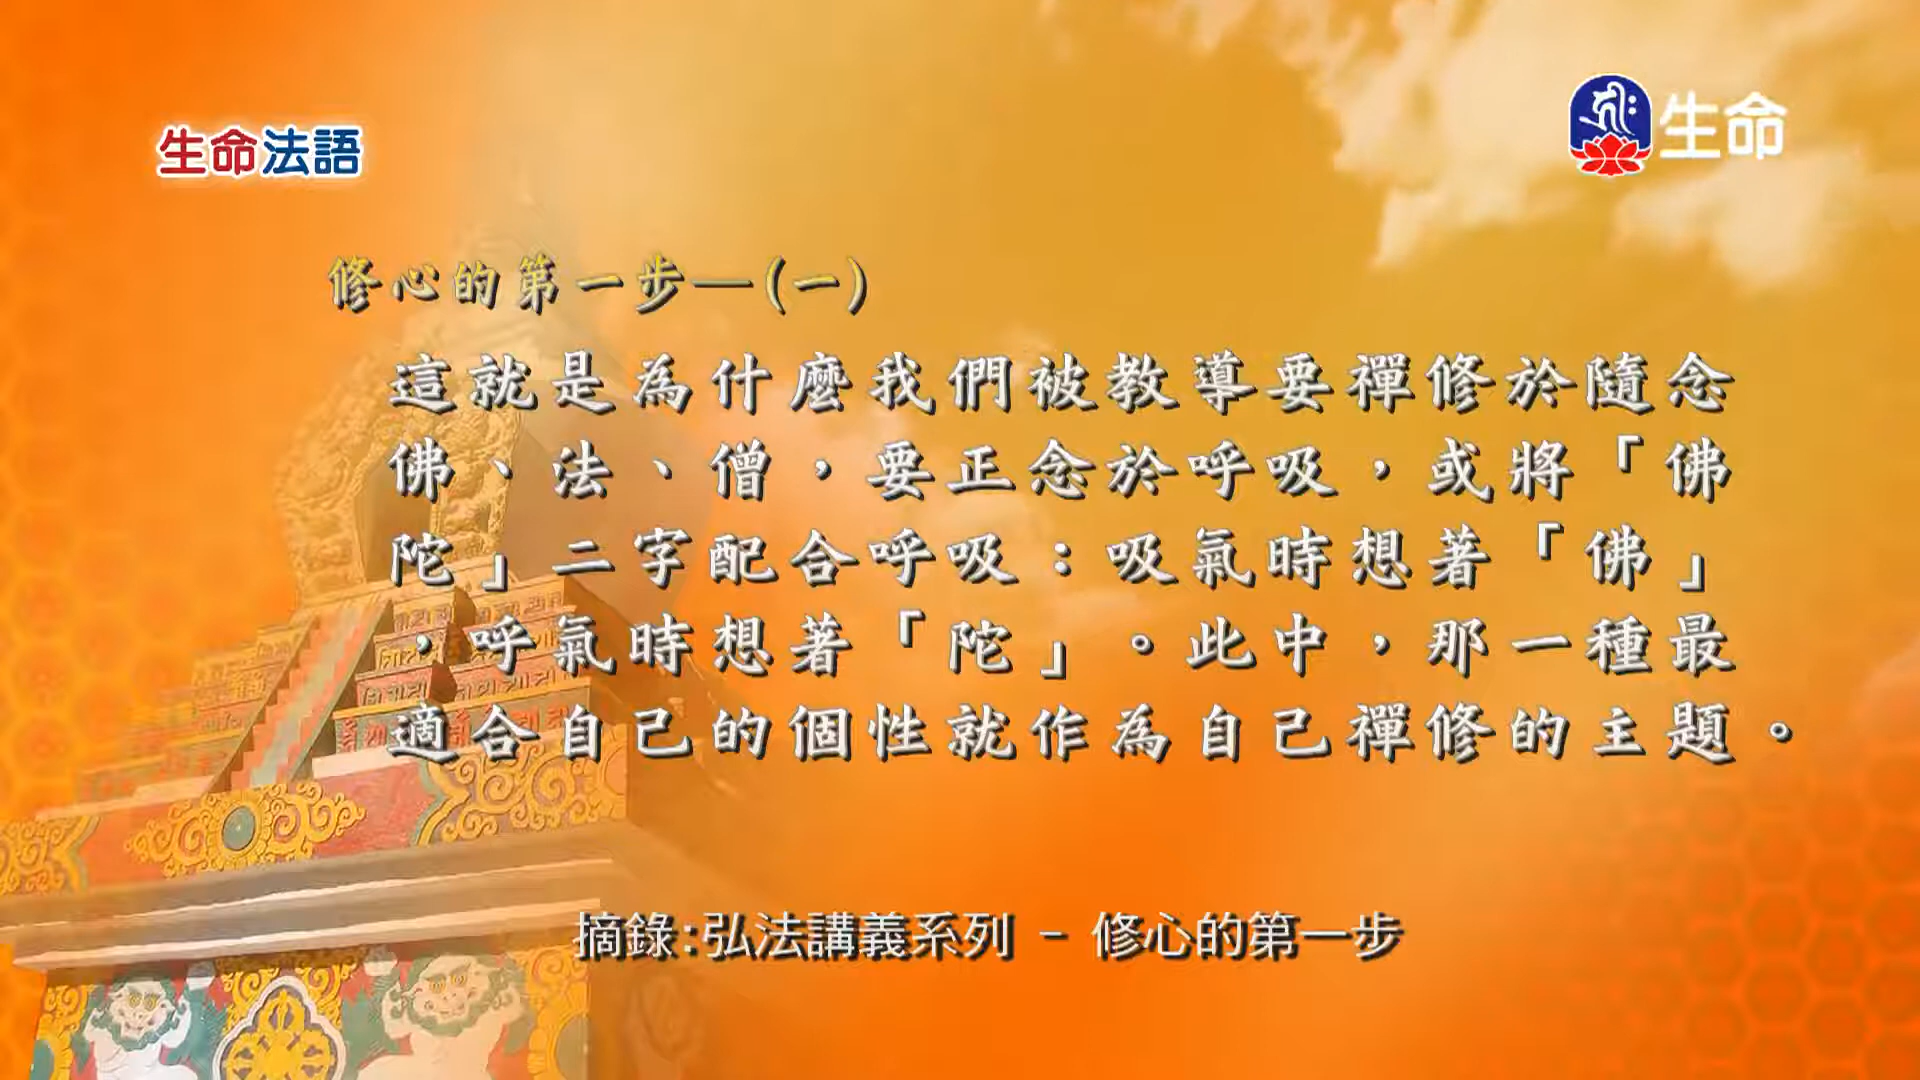 生命法語
生命
修心的第一步—(一)
這就是為什麼我們被教導要禪修於隨念
佛、法、僧，要正念於呼吸，或將「佛
陀」二字配合呼吸：吸氣時想著「佛」
，呼氣時想著「陀」。此中，那一種最
適合自己的個性就作為自己禪修的主題。
摘錄:弘法講義系列 - 修心的第一步